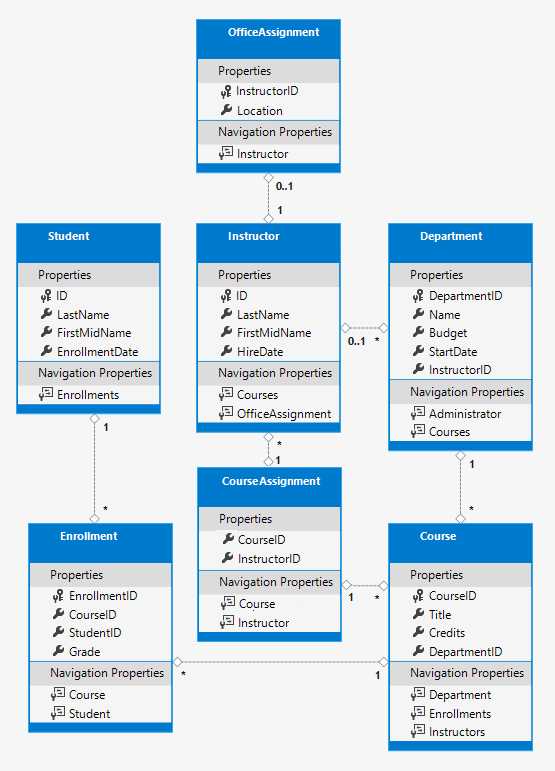 OfficeAssignment
Properties
InstructorID
Location
Navigation Properties
Instructor
0..1
1
Student
Properties
ID
LastName
FirstMidName
EnrollmentDate
Navigation Properties
Enrollments
1
*
Instructor
Properties
ID
LastName
FirstMidName
HireDate
Navigation Properties
Courses
OfficeAssignment
0..1
*
*
1
Department
Properties
DepartmentID
Name
Budget
StartDate
InstructorID
Navigation Properties
Administrator
Courses
1
*
CourseAssignment
Properties
CourseID
InstructorID
Navigation Properties
Course
Instructor
1
*
Enrollment
Properties
EnrollmentID
CourseID
StudentID
Grade
Navigation Properties
Course
Student
*
1
Course
Properties
CourseID
Title
Credits
DepartmentID
Navigation Properties
Department
Enrollments
Instructors